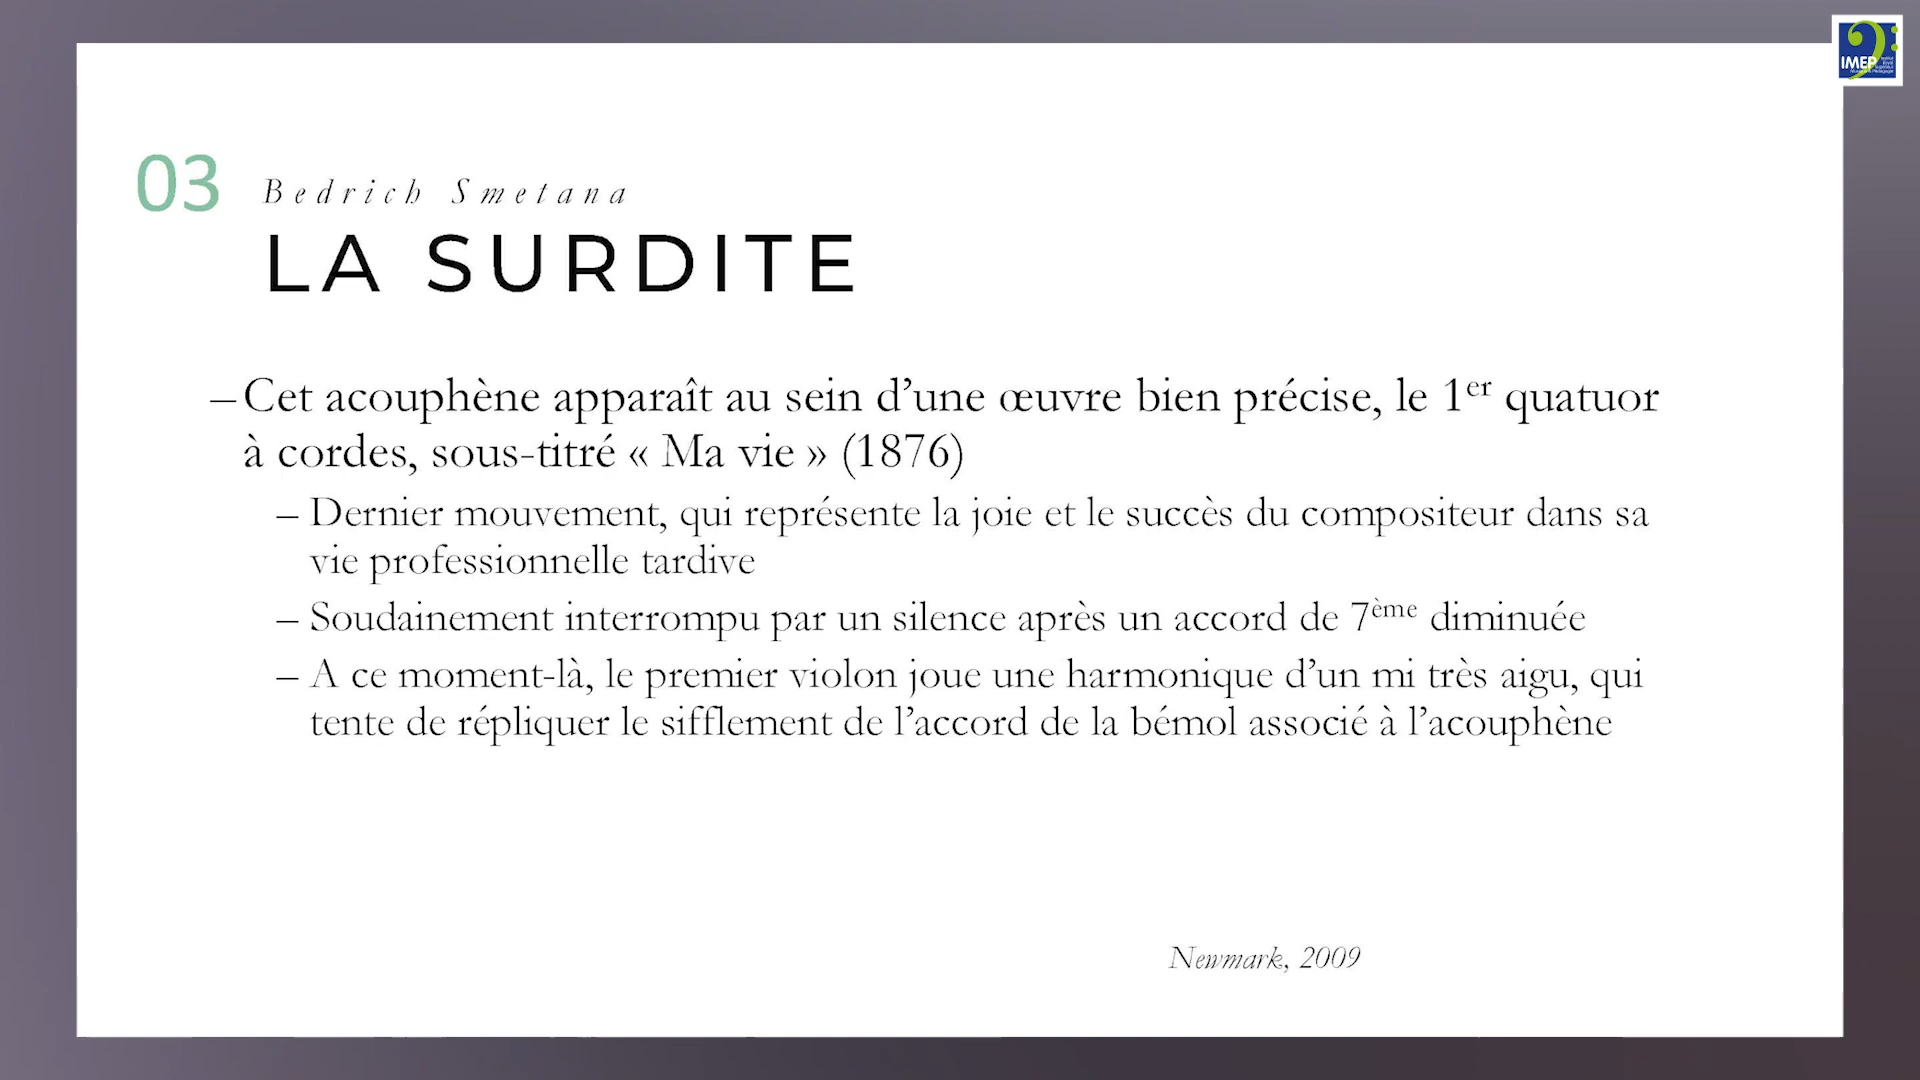 IMEP
03
Bedrich Smetana
LA SURDITE
– Cet acouphène apparaît au sein d’une œuvre bien précise, le 1er quatuor
à cordes, sous-titré « Ma vie » (1876)
– Dernier mouvement, qui représente la joie et le succès du compositeur dans sa
vie professionnelle tardive
– Soudainement interrompu par un silence après un accord de 7ème diminuée
– A ce moment-là, le premier violon joue une harmonique d’un mi très aigu, qui
tente de répliquer le sifflement de l’accord de la bémol associé à l’acouphène
Newmark, 2009